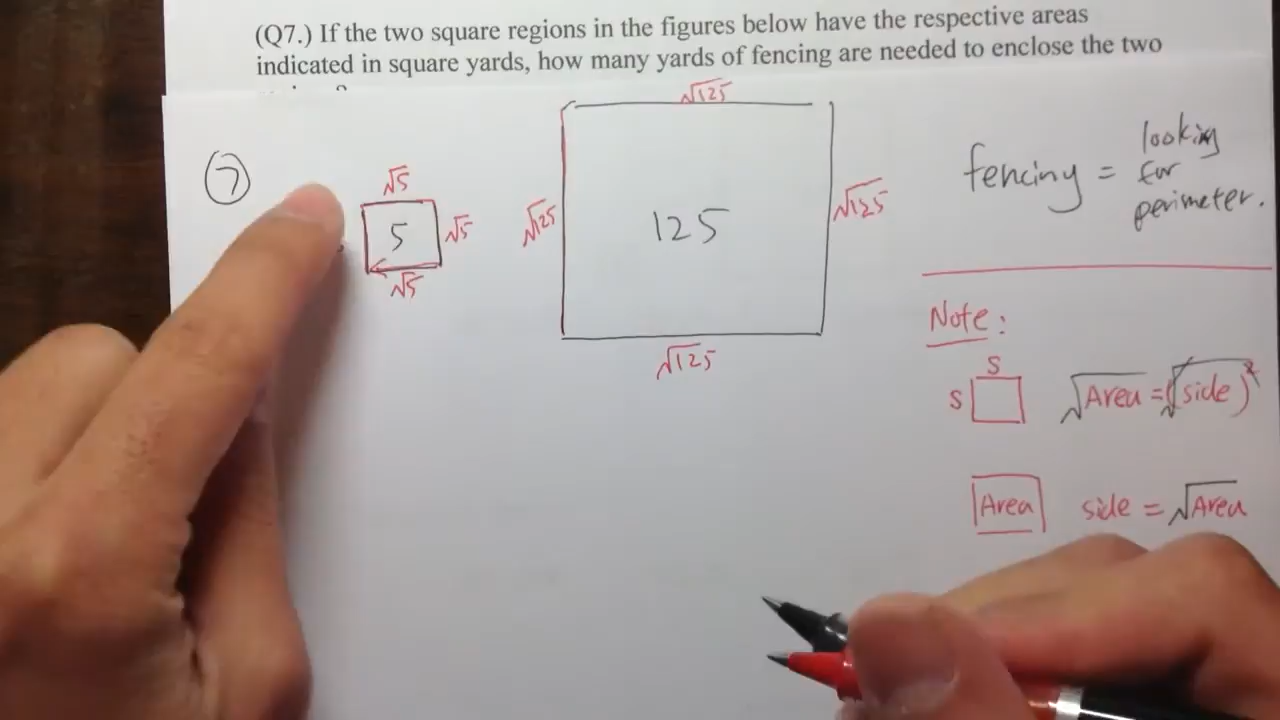 (Q7.) If the two square regions in the figures below have the respective areas
indicated in square yards, how many yards of fencing are needed to enclose the two
7
√5
5
√5
√5
√125
√125
125
√125
√125
fencing = looking
for
perimeter.
Note:
s
s
√Area = √(side)²
Area
side = √Area